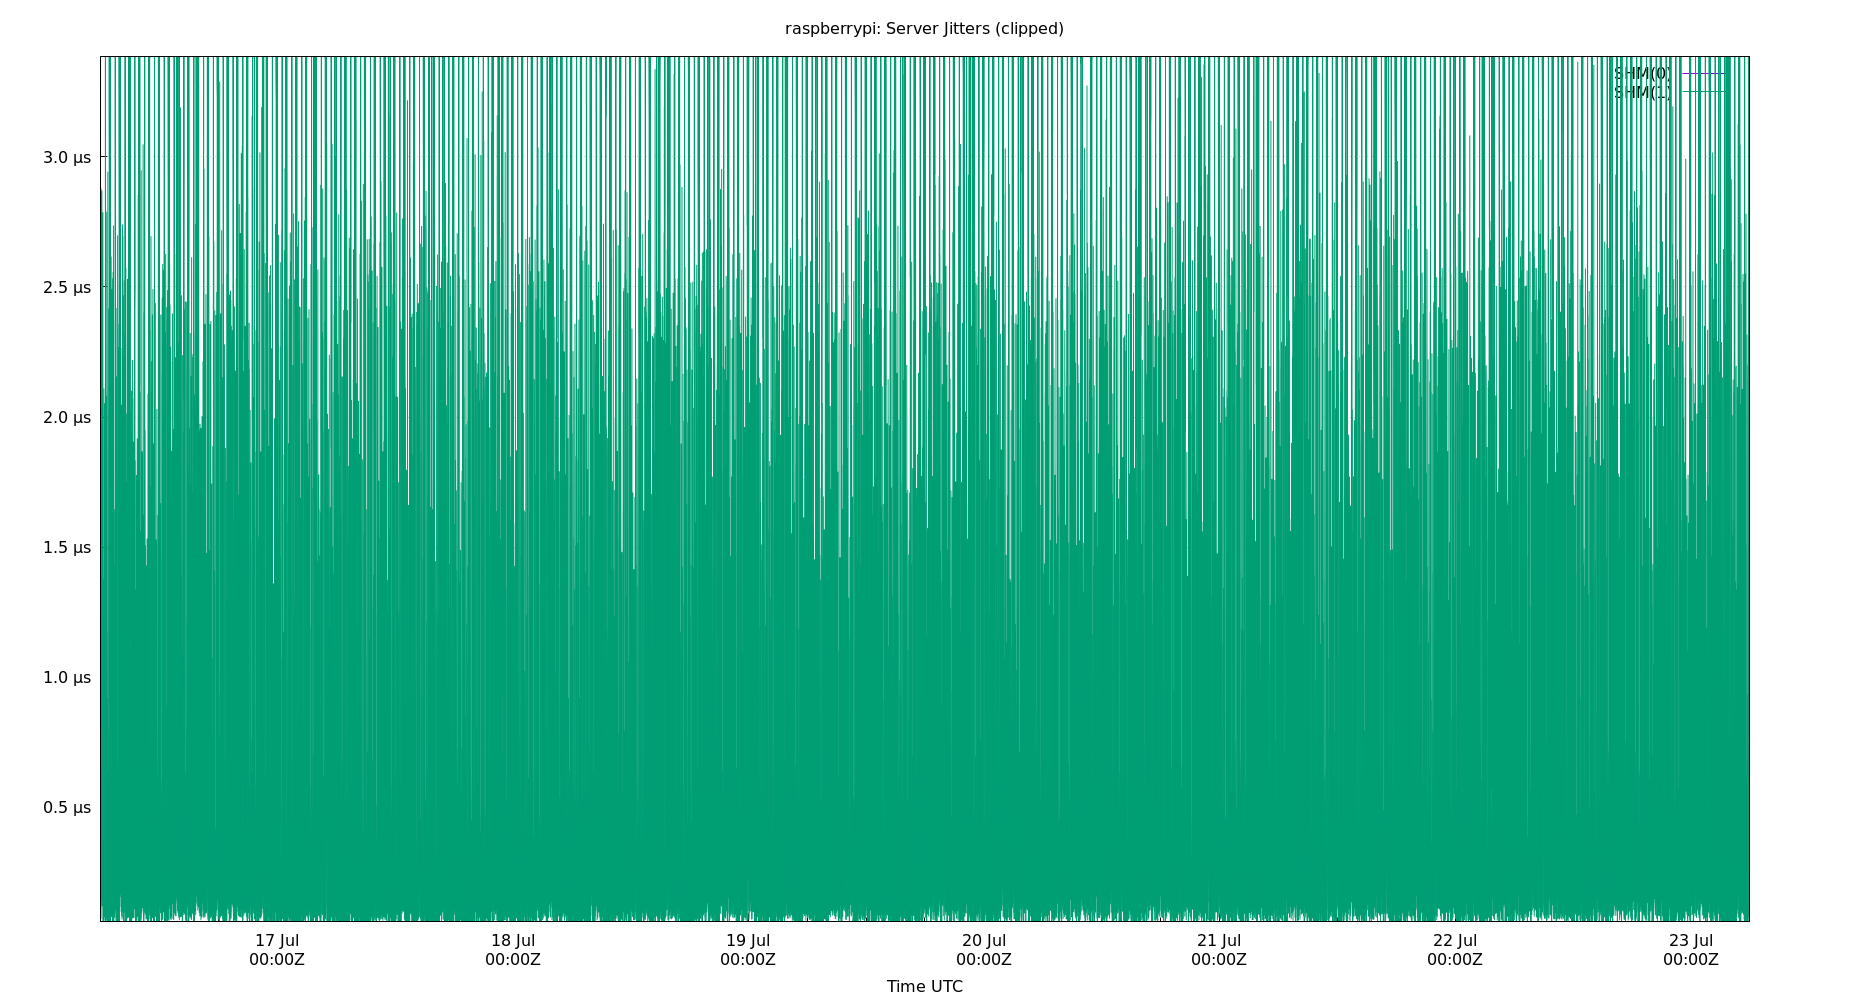 raspberrypi: Server Jitters (clipped)
SHM(0)
SHM(1)
3.0 µs
2.5 µs
2.0 µs
1.5 µs
1.0 µs
0.5 µs
17 Jul 18 Jul 19 Jul 20 Jul 21 Jul 22 Jul 23 Jul
00:00Z 00:00Z 00:00Z 00:00Z 00:00Z 00:00Z 00:00Z
Time UTC